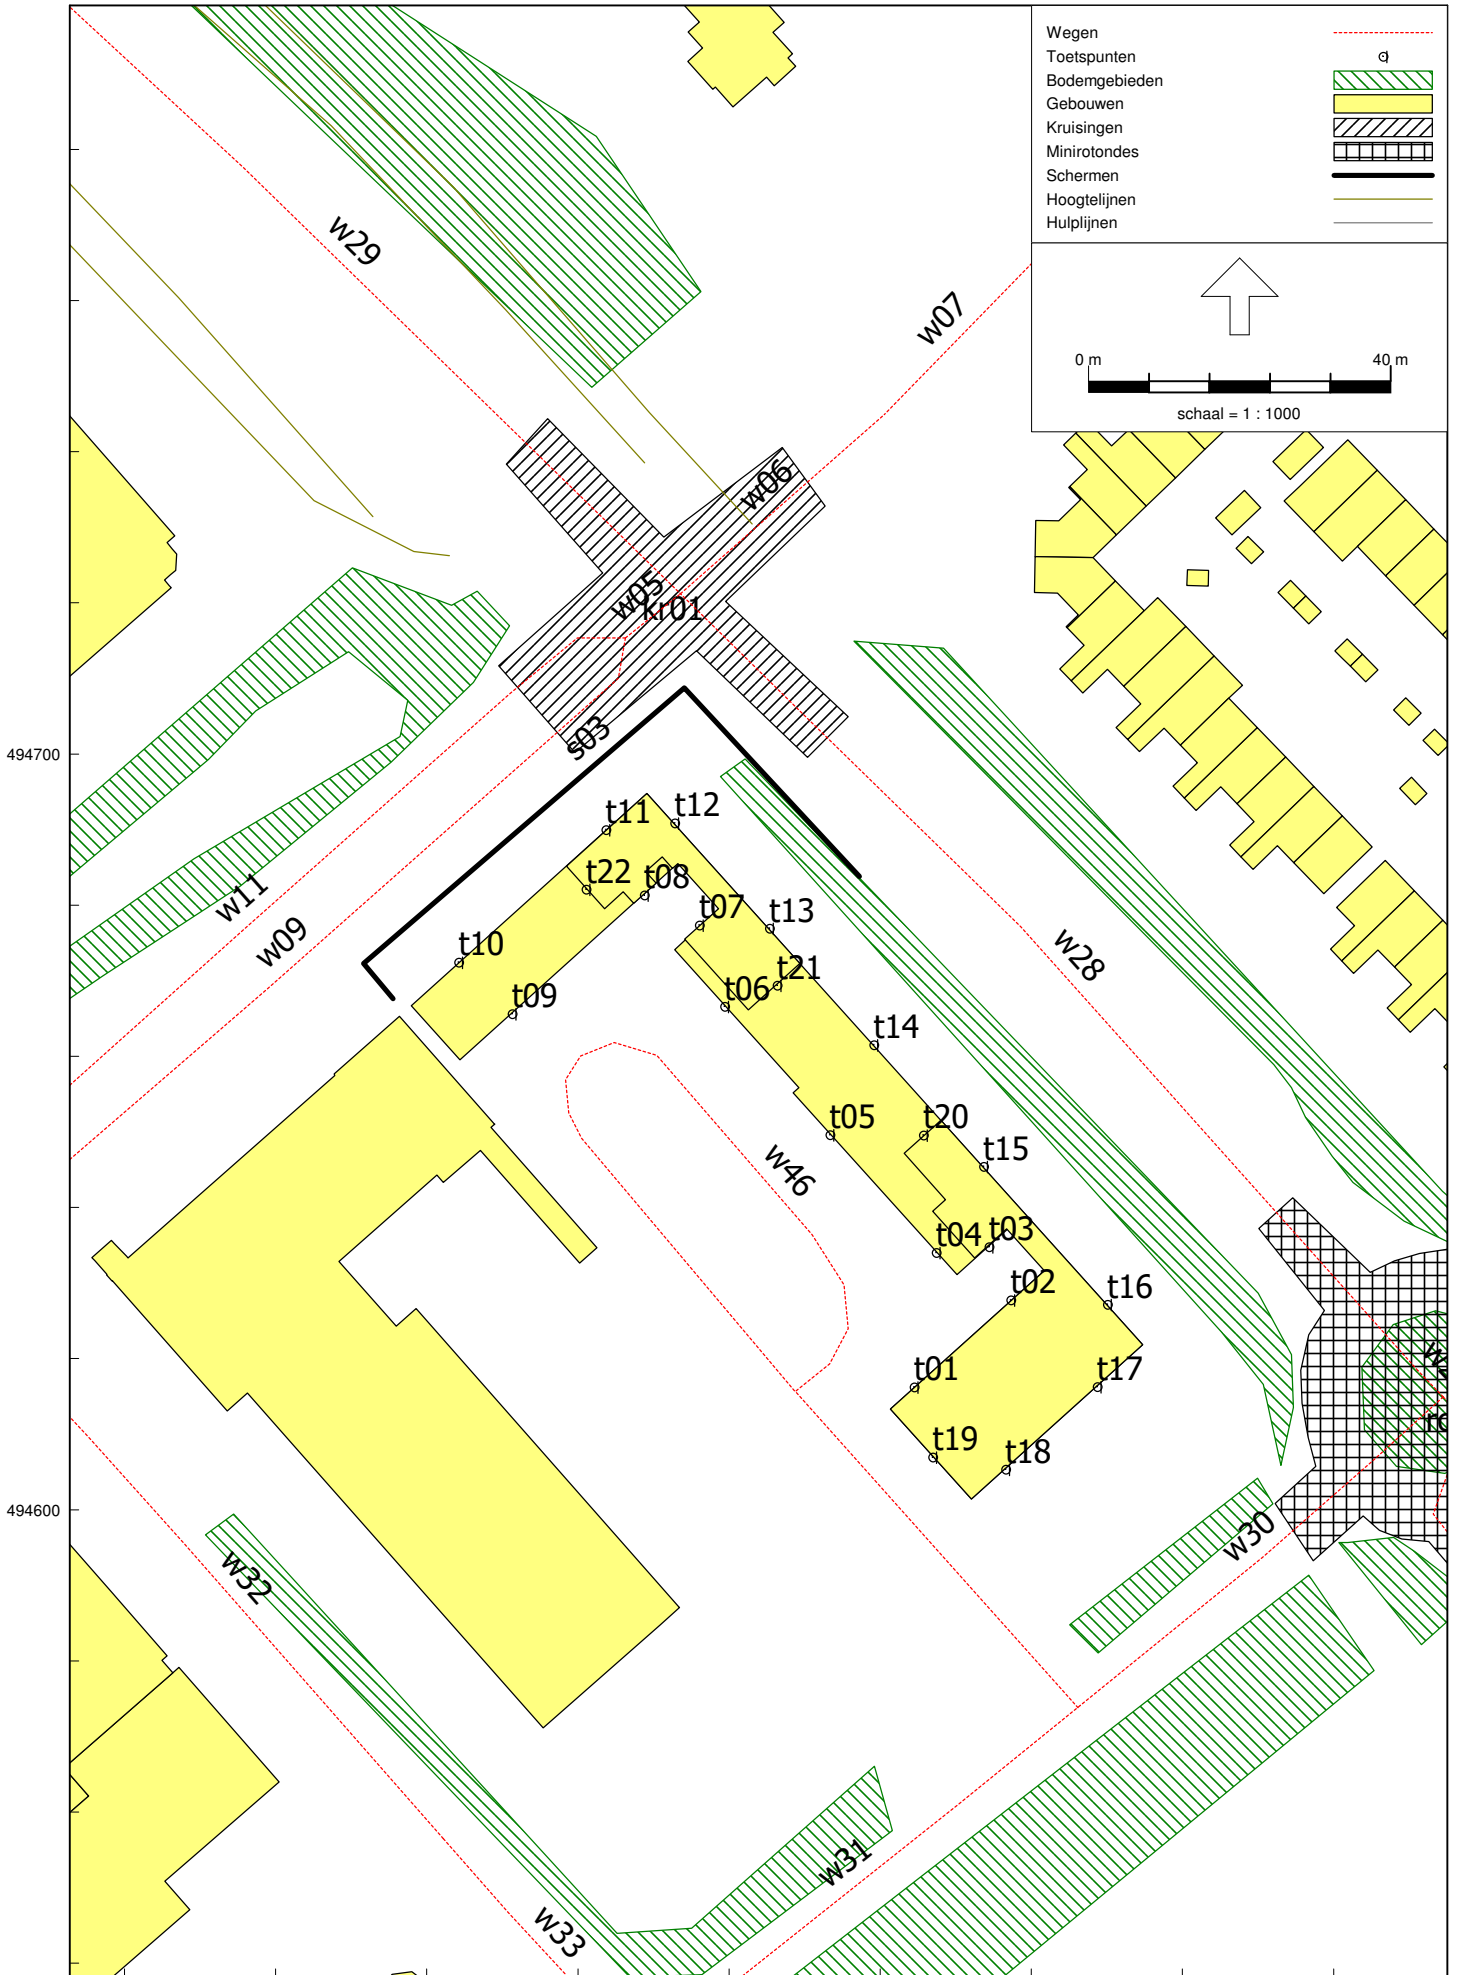 Wegen
Toetspunten
Bodemgebieden
Gebouwen
Kruisingen
Minirotondes
Schermen
Hoogtelijnen
Hulplijnen
0 m 40 m
schaal = 1 : 1000
w29
w07
w06
w05
kr01
s03
494700
t11
t12
t22
t08
w11
t07
t13
w09
t10
w28
t21
t06
t09
t14
t05
t20
w46
t15
t04
t03
t02
t16
t01
t17
t19
t18
494600
w30
w32
w31
w33